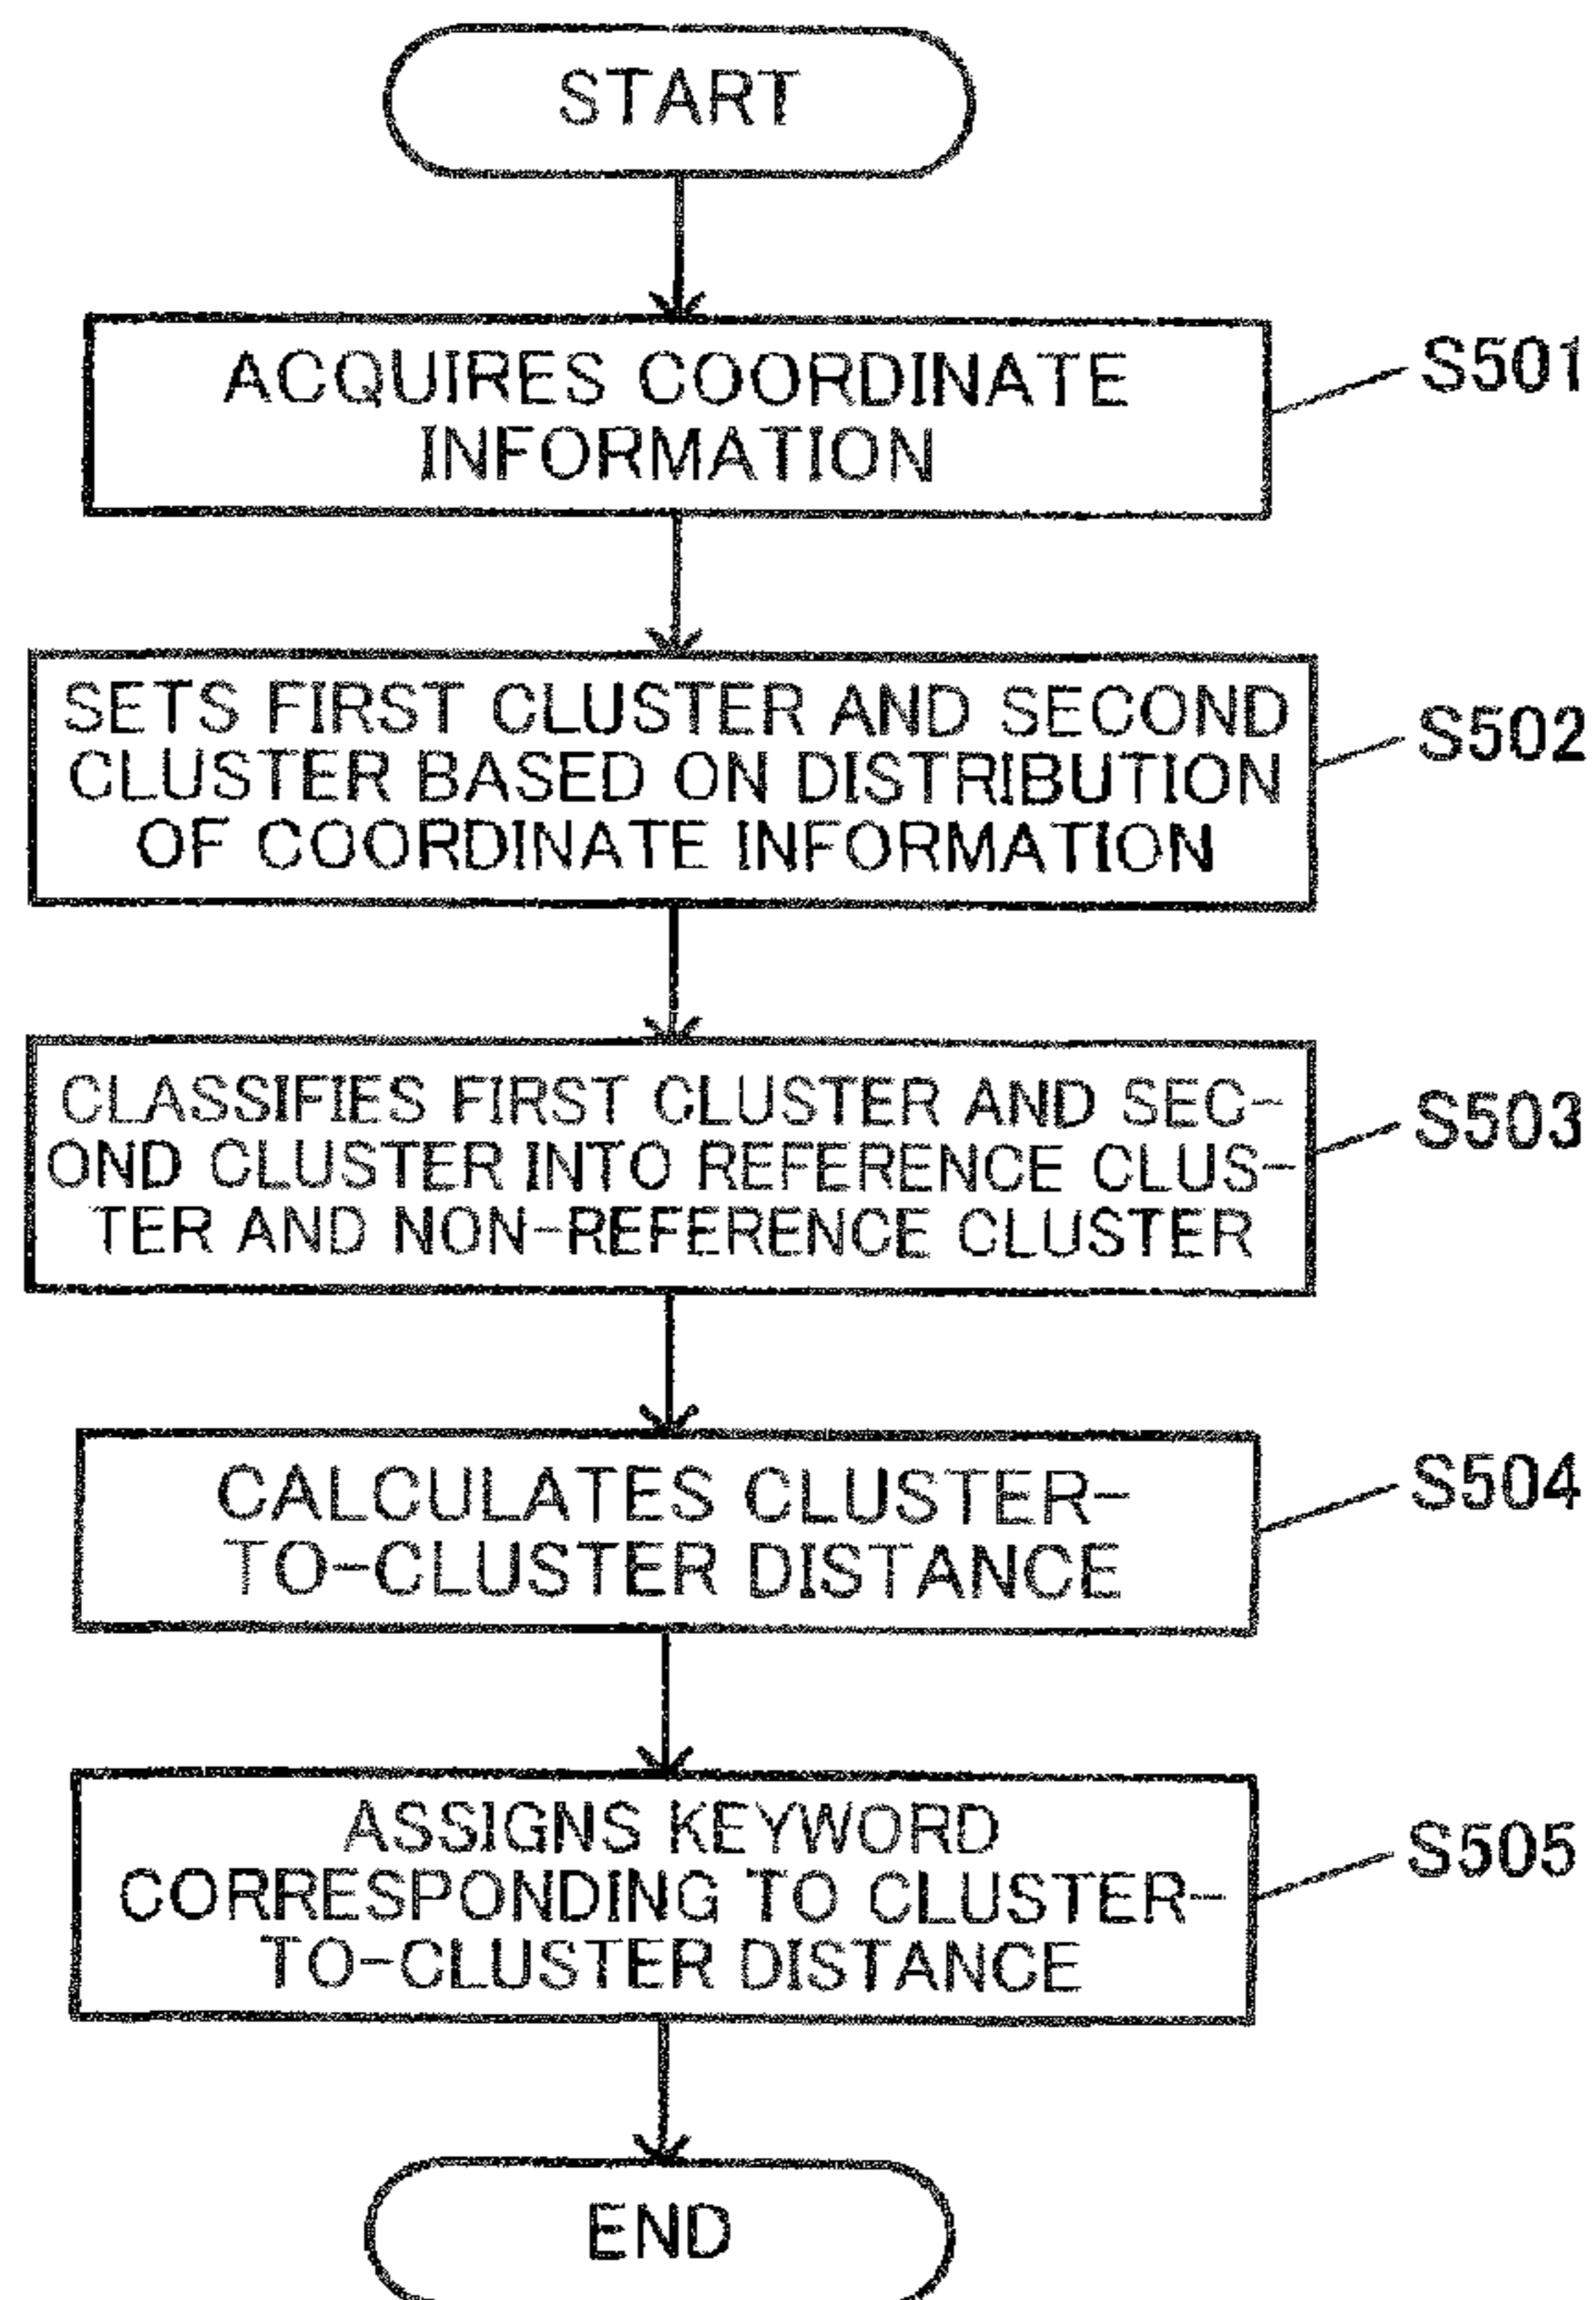 START
ACQUIRES COORDINATE
INFORMATION
S501
SETS FIRST CLUSTER AND SECOND
CLUSTER BASED ON DISTRIBUTION
OF COORDINATE INFORMATION
S502
CLASSIFIES FIRST CLUSTER AND SEC-
OND CLUSTER INTO REFERENCE CLUS-
TER AND NON-REFERENCE CLUSTER
S503
CALCULATES CLUSTER-
TO-CLUSTER DISTANCE
S504
ASSIGNS KEYWORD
CORRESPONDING TO CLUSTER-
TO-CLUSTER DISTANCE
S505
END